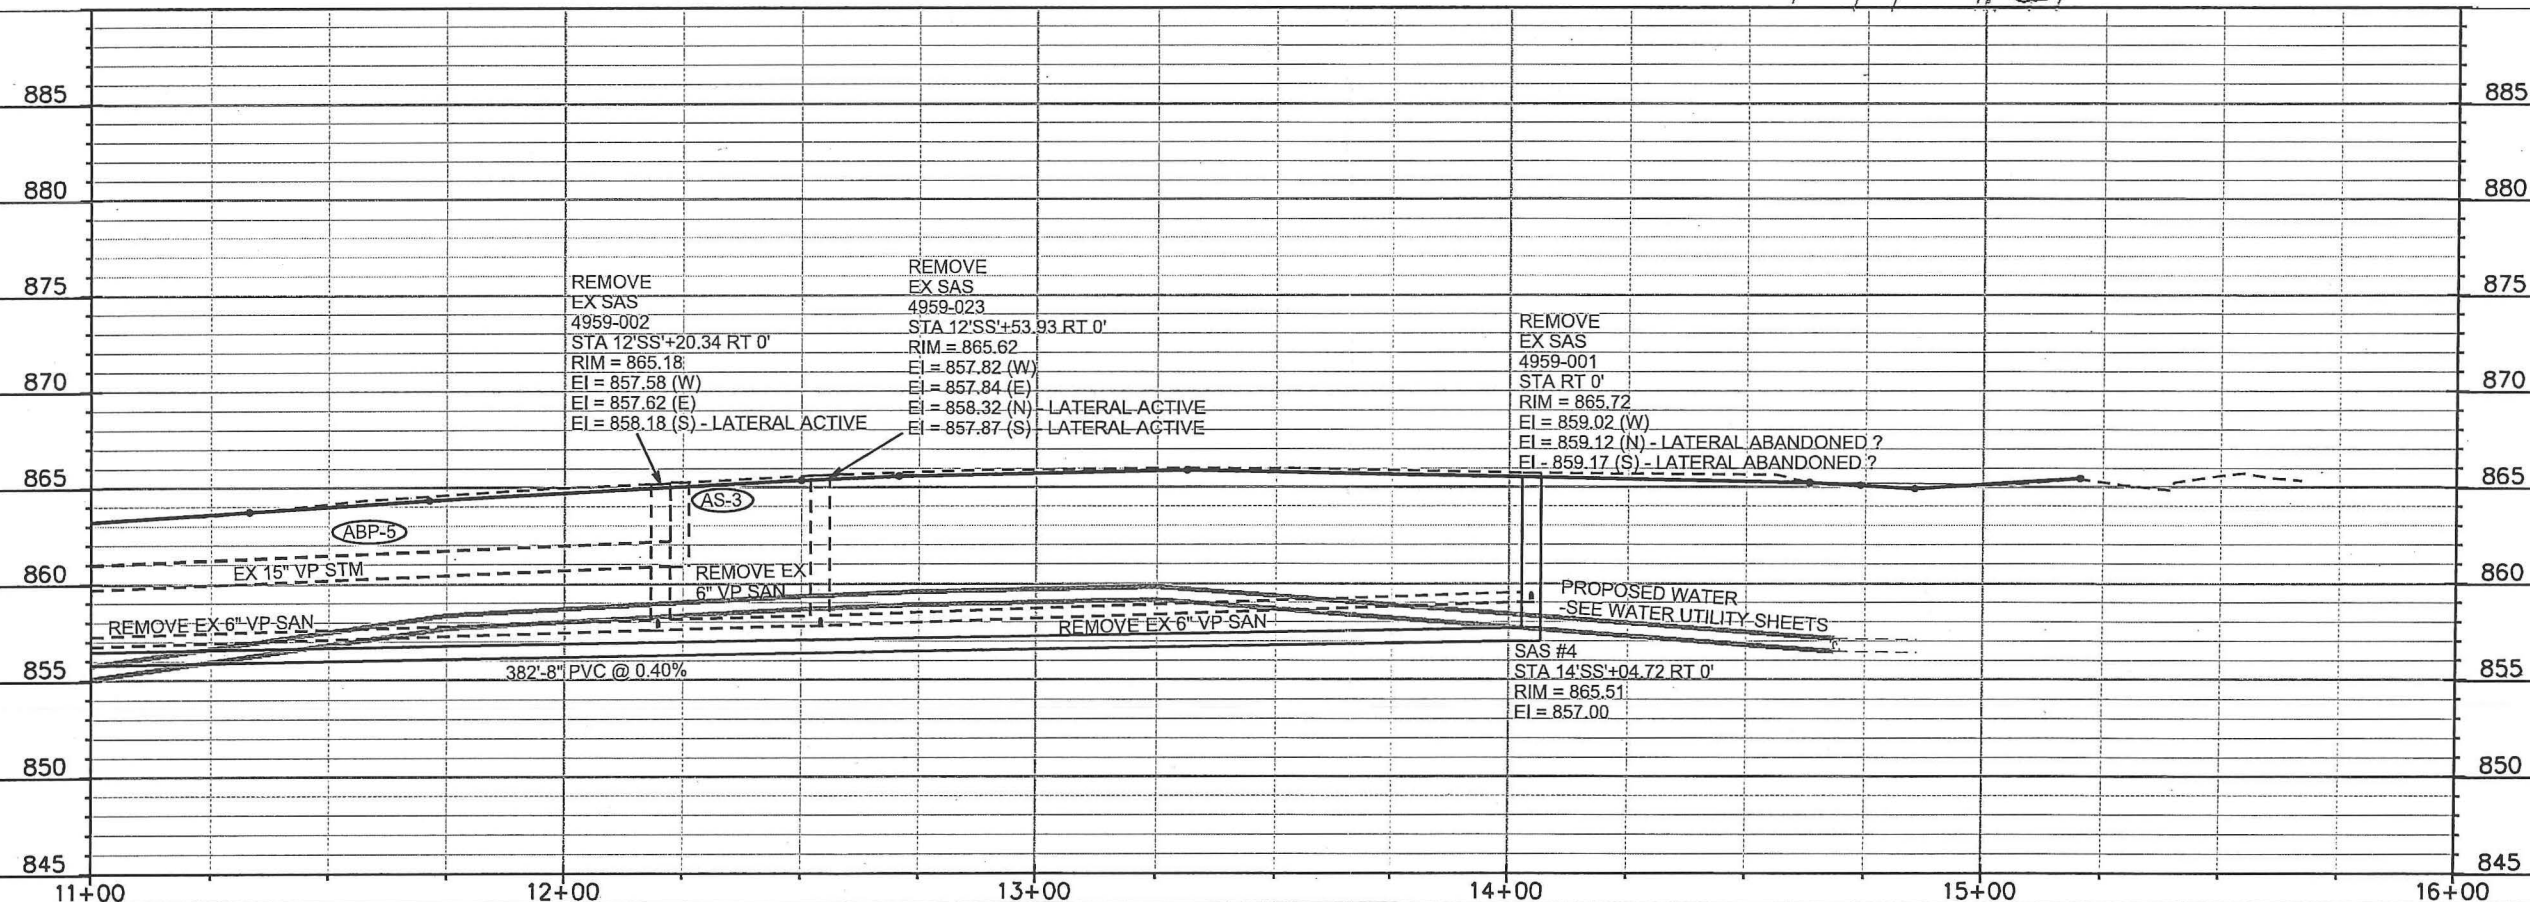 885
885
880
880
875
875
870
870
865
865
860
860
855
855
850
850
845
845
REMOVE
EX SAS
4959-002
STA 12'SS'+20.34 RT 0'
RIM = 865.18
EI = 857.58 (W)
EI = 857.62 (E)
EI = 858.18 (S) - LATERAL ACTIVE
REMOVE
EX SAS
4959-023
STA 12'SS'+53.93 RT 0'
RIM = 865.62
EI = 857.82 (W)
EI = 857.84 (E)
EI = 858.32 (N) - LATERAL ACTIVE
EI = 857.87 (S) - LATERAL ACTIVE
REMOVE
EX SAS
4959-001
STA RT 0'
RIM = 865.72
EI = 859.02 (W)
EI = 859.12 (N) - LATERAL ABANDONED ?
EI - 859.17 (S) - LATERAL ABANDONED ?
AS-3
ABP-5
EX 15" VP STM
REMOVE EX
6" VP SAN
REMOVE EX 6" VP SAN
REMOVE EX 6" VP SAN
PROPOSED WATER
-SEE WATER UTILITY SHEETS
382'-8" PVC @ 0.40%
SAS #4
STA 14'SS'+04.72 RT 0'
RIM = 865.51
EI = 857.00
11+00
12+00
13+00
14+00
15+00
16+00